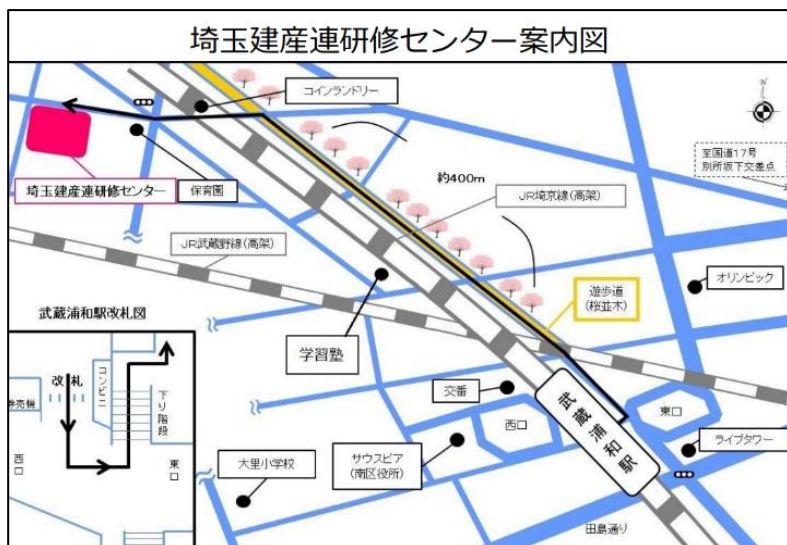 埼玉建産連研修センター案内図
コインランドリー
N
至国道17号
別所坂下交差点
約400m
埼玉建産連研修センター
保育園
JR埼京線(高架)
JR武蔵野線(高架)
オリンピック
遊歩道
(桜並木)
武蔵浦和駅改札図
学習塾
改札
コンビニ
下り階段
券売機
西口
東口
交番
武蔵浦和駅
西口
東口
サウスピア
(南区役所)
ライブタワー
大里小学校
田島通り